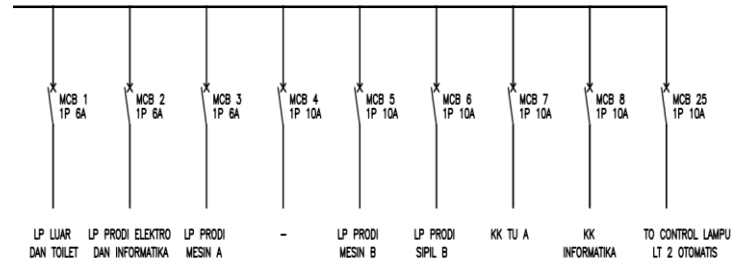 MCB 1
1P 6A
MCB 2
1P 6A
MCB 3
1P 6A
MCB 4
1P 10A
MCB 5
1P 10A
MCB 6
1P 10A
MCB 7
1P 10A
MCB 8
1P 10A
MCB 25
1P 10A
LP LUAR
DAN TOILET
LP PRODI ELEKTRO
DAN INFORMATIKA
LP PRODI
MESIN A
-
LP PRODI
MESIN B
LP PRODI
SIPIL B
KK TU A
KK
INFORMATIKA
TO CONTROL LAMPU
LT 2 OTOMATIS